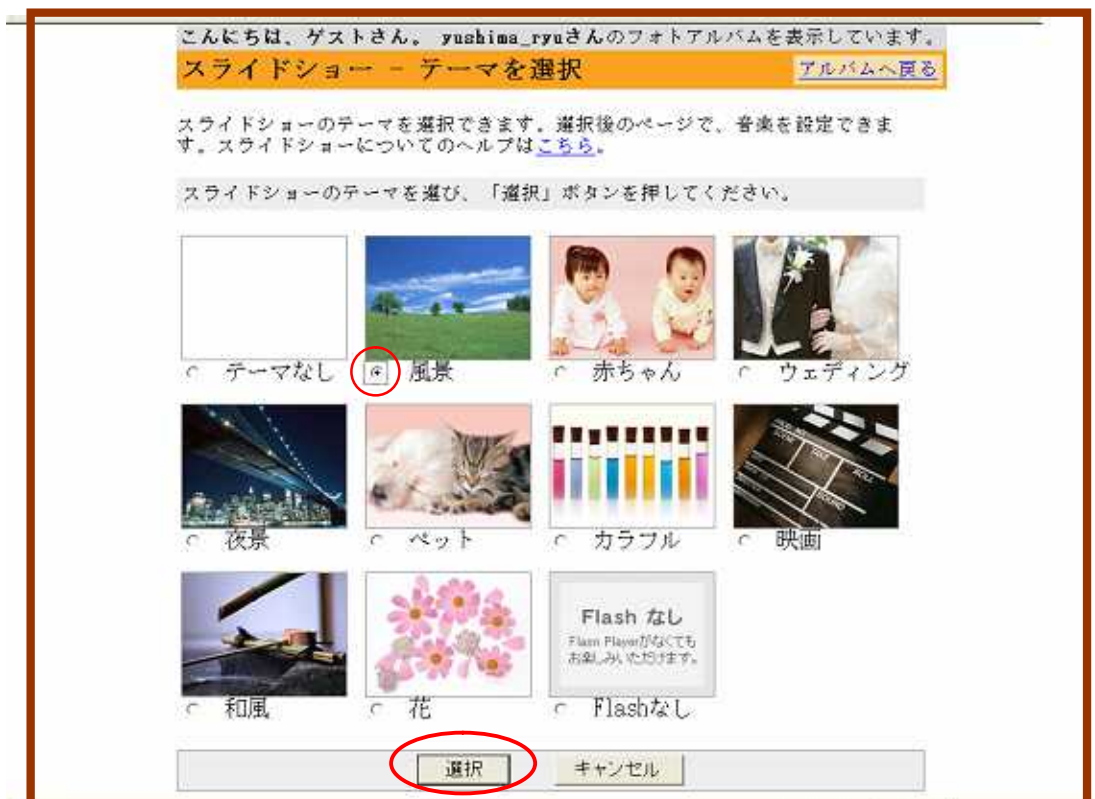 こんにちは、ゲストさん。 yushima_ryuさんのフォトアルバムを表示しています。
スライドショー － テーマを選択 アルバムへ戻る
スライドショーのテーマを選択できます。選択後のページで、音楽を設定できま
す。スライドショーについてのヘルプはこちら。
スライドショーのテーマを選び、「選択」ボタンを押してください。
テーマなし 風景 赤ちゃん ウェディング
SCENE TAKE ROLL
SOUND
夜景 ペット カラフル 映画
Flash なし
Flash Playerがなくても
お楽しみいただけます。
和風 花 Flashなし
選択 キャンセル